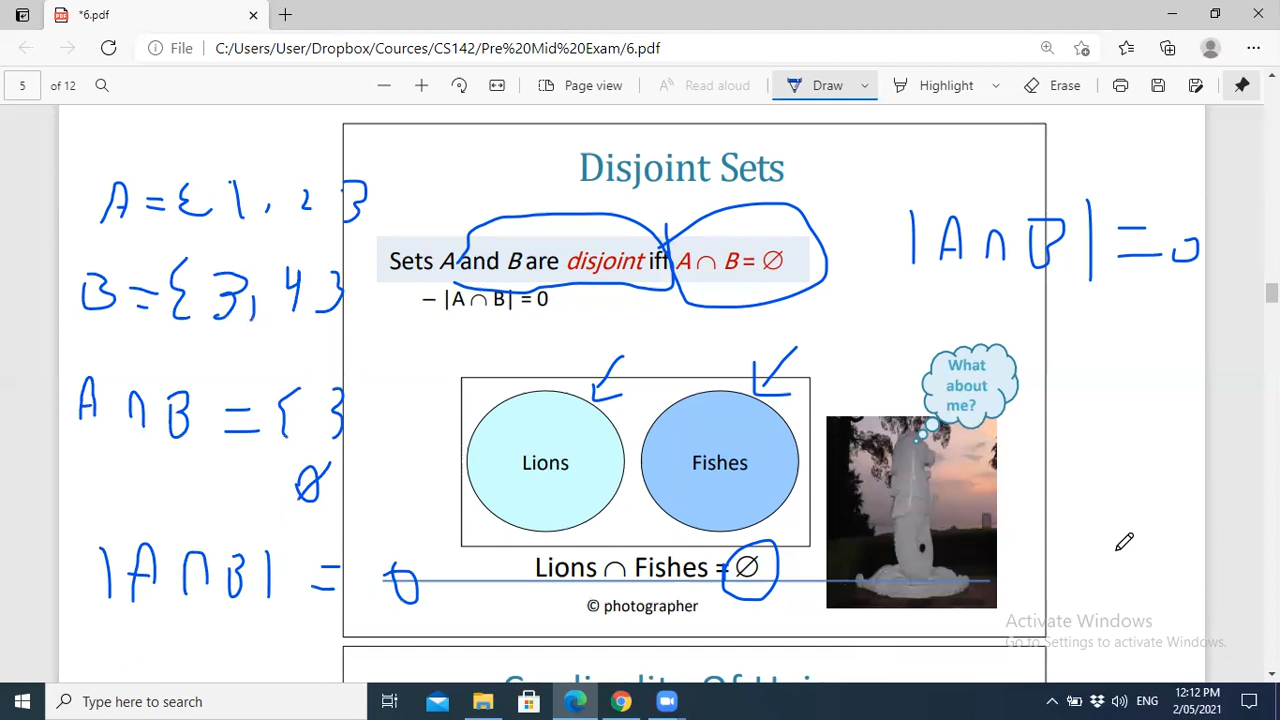 *6.pdf
File
C:/Users/User/Dropbox/Cources/CS142/Pre%20Mid%20Exam/6.pdf
5 of 12
Page view
Read aloud
Draw
Highlight
Erase
Disjoint Sets
A = { 1, 2 }
Sets A and B are disjoint iff A ∩ B = ∅
|A ∩ B| = 0
– |A ∩ B| = 0
B = { 3, 4 }
What
about
me?
A ∩ B = { }
∅
Lions
Fishes
Lions ∩ Fishes = ∅
|A ∩ B| = 0
© photographer
Activate Windows
Go to Settings to activate Windows.
Cardinality Of Union
Type here to search
ENG
12:12 PM
2/05/2021